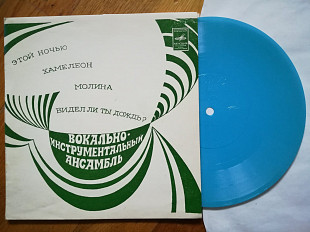 ЭТОЙ НОЧЬЮ
ХАМЕЛЕОН
МОЛИНА
ВИДЕЛ ЛИ ТЫ ДОЖДЬ?
ВОКАЛЬНО-
ИНСТРУМЕНТАЛЬНЫЙ
АНСАМБЛЬ